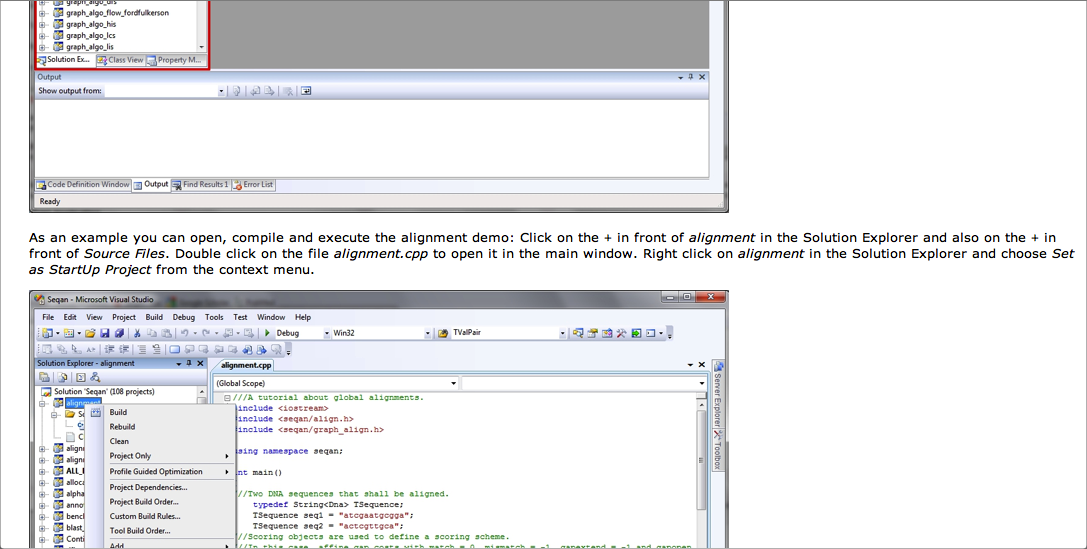 graph_algo_dfs
graph_algo_flow_fordfulkerson
graph_algo_his
graph_algo_lcs
graph_algo_lis
Solution Ex... Class View Property M...
Output
Show output from:
Code Definition Window Output Find Results 1 Error List
Ready
As an example you can open, compile and execute the alignment demo: Click on the + in front of alignment in the Solution Explorer and also on the + in
front of Source Files. Double click on the file alignment.cpp to open it in the main window. Right click on alignment in the Solution Explorer and choose Set
as StartUp Project from the context menu.
Seqan - Microsoft Visual Studio
File Edit View Project Build Debug Tools Test Window Help
Debug Win32 TValPair
Solution Explorer - alignment
alignment.cpp
(Global Scope)
Solution 'Seqan' (108 projects)
alignment
S
C
align
align
ALL_
alloc
alpha
anno
benc
blast_
Conti
Build
Rebuild
Clean
Project Only
Profile Guided Optimization
Project Dependencies...
Project Build Order...
Custom Build Rules...
Tool Build Order...
Add
///A tutorial about global alignments.
include <iostream>
include <seqan/align.h>
include <seqan/graph_align.h>
sing namespace seqan;
nt main()
//Two DNA sequences that shall be aligned.
typedef String<Dna> TSequence;
TSequence seq1 = "atcgaatgcgga";
TSequence seq2 = "actcgttgca";
//Scoring objects are used to define a scoring scheme.
//In this case, affine gap costs with match = 0, mismatch = -1, gapextend = -1 and gapopen
Server Explorer
Toolbox